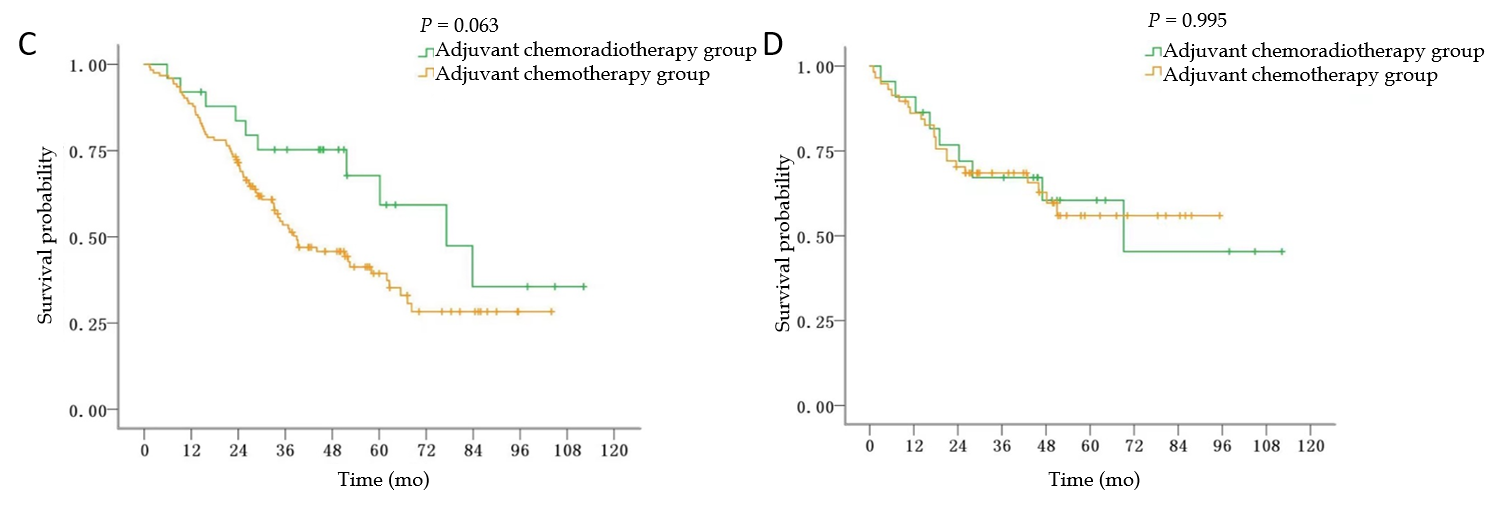 C
P = 0.063
Adjuvant chemoradiotherapy group
Adjuvant chemotherapy group
1.00
0.75
0.50
0.25
0.00
Survival probability
0 12 24 36 48 60 72 84 96 108 120
Time (mo)
D
P = 0.995
Adjuvant chemoradiotherapy group
Adjuvant chemotherapy group
1.00
0.75
0.50
0.25
0.00
Survival probability
0 12 24 36 48 60 72 84 96 108 120
Time (mo)